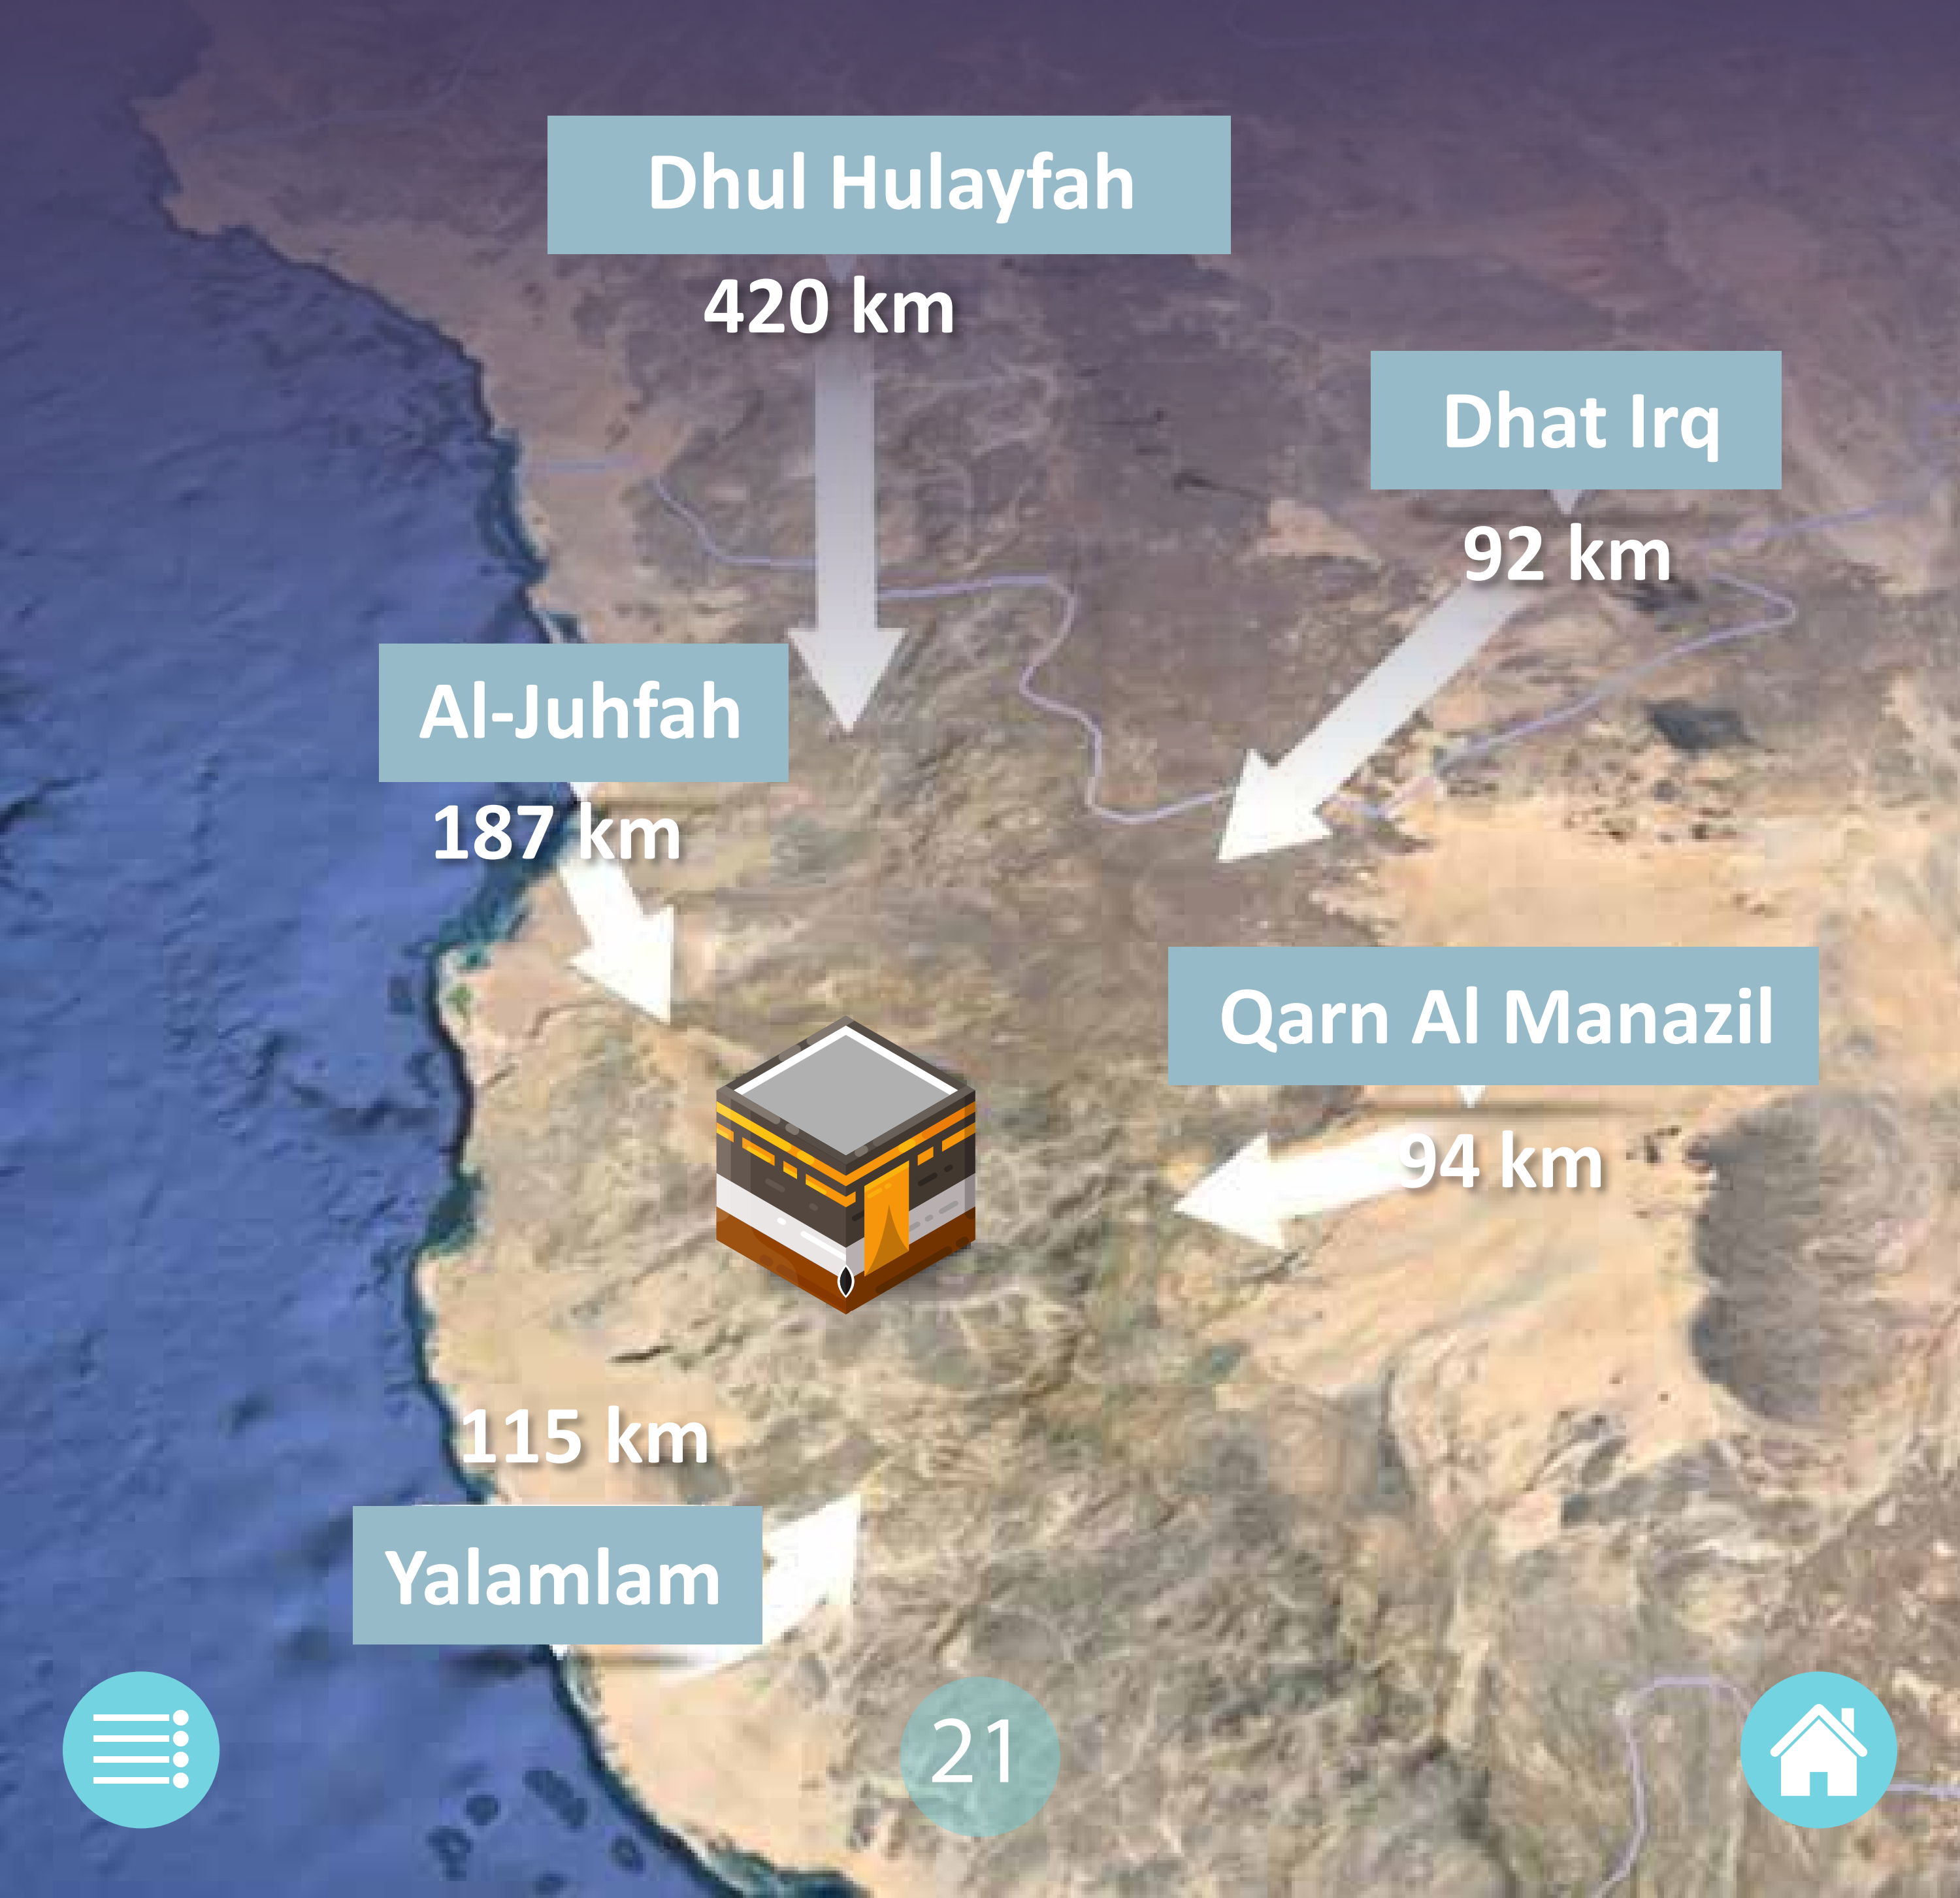 Dhul Hulayfah
420 km
Dhat Irq
92 km
Al-Juhfah
187 km
Qarn Al Manazil
94 km
115 km
Yalamlam
21